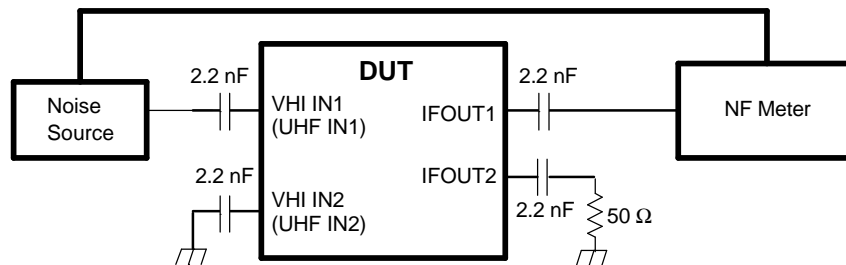 DUT
2.2 nF
2.2 nF
Noise
Source
VHI IN1
(UHF IN1)
IFOUT1
NF Meter
2.2 nF
VHI IN2
(UHF IN2)
IFOUT2
2.2 nF
50 Ω